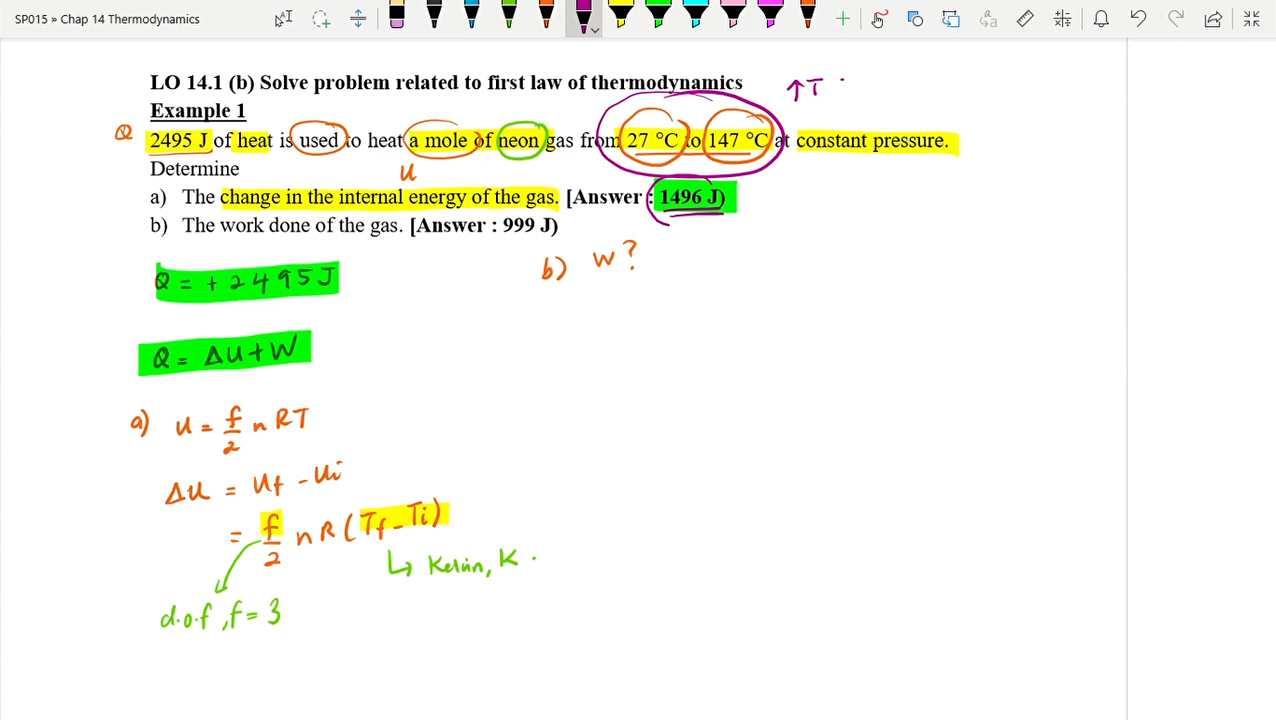 SP015 » Chap 14 Thermodynamics
LO 14.1 (b) Solve problem related to first law of thermodynamics
↑T
Example 1
Q 2495 J of heat is used to heat a mole of neon gas from 27 °C to 147 °C at constant pressure.
Determine
U
a) The change in the internal energy of the gas. [Answer : 1496 J)
b) The work done of the gas. [Answer : 999 J)
Q = + 2495 J
b) W ?
Q = ΔU + W
a) U = f/2 nRT
ΔU = Uf - Ui
= f/2 nR (Tf - Ti)
↳ Kelvin, K
d.o.f, f = 3